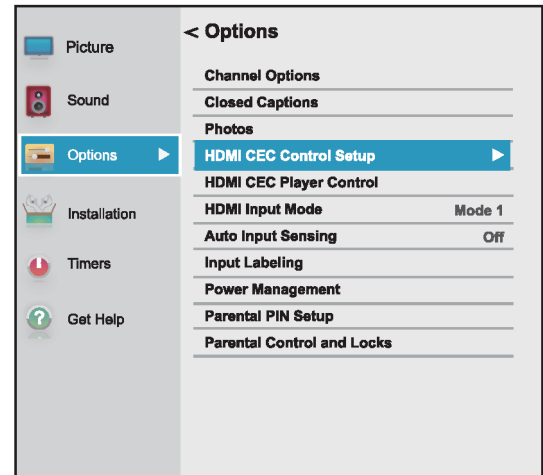 Picture
Sound
Options
Installation
Timers
Get Help
< Options
Channel Options
Closed Captions
Photos
HDMI CEC Control Setup
HDMI CEC Player Control
HDMI Input Mode Mode 1
Auto Input Sensing Off
Input Labeling
Power Management
Parental PIN Setup
Parental Control and Locks